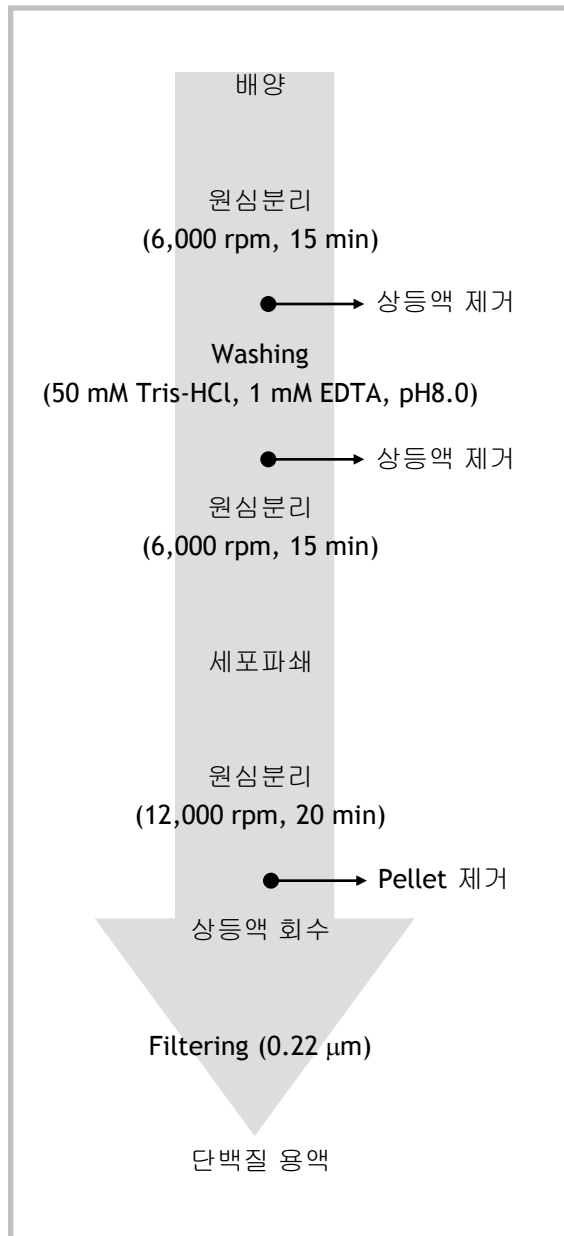 배양
원심분리
(6,000 rpm, 15 min)
상등액 제거
Washing
(50 mM Tris-HCl, 1 mM EDTA, pH8.0)
상등액 제거
원심분리
(6,000 rpm, 15 min)
세포파쇄
원심분리
(12,000 rpm, 20 min)
Pellet 제거
상등액 회수
Filtering (0.22 μm)
단백질 용액